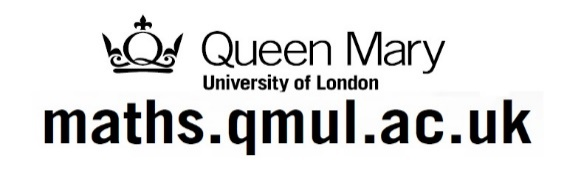 Queen Mary
University of London
maths.qmul.ac.uk